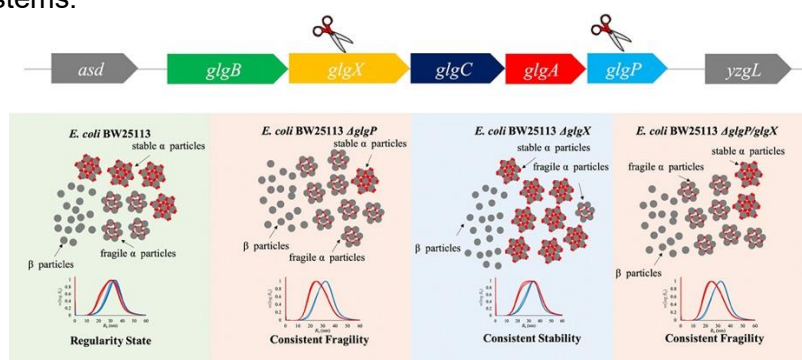 stems.
asd glgB glgX glgC glgA glgP yzgL
E. coli BW25113
stable α particles
β particles
fragile α particles
Regularity State
E. coli BW25113 ΔglgP
stable α particles
β particles
fragile α particles
Consistent Fragility
E. coli BW25113 ΔglgX
stable α particles
fragile α particles
β particles
Consistent Stability
E. coli BW25113 ΔglgP/glgX
fragile α particles
stable α particles
β particles
Consistent Fragility